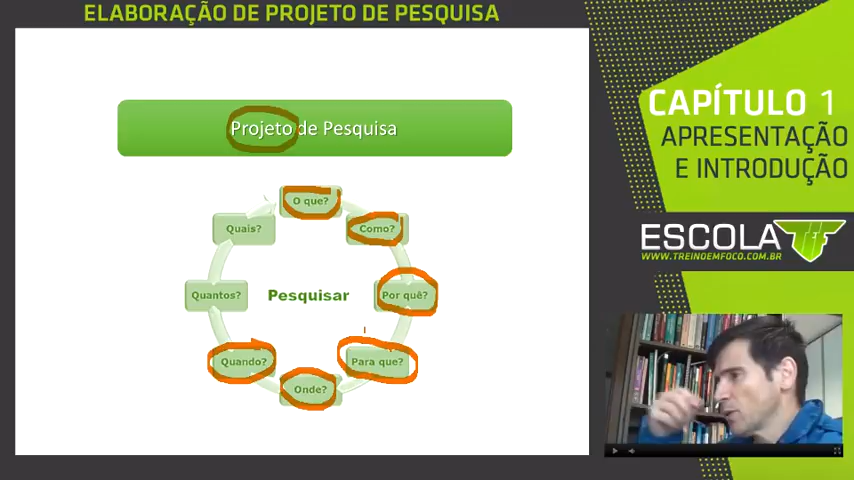 ELABORAÇÃO DE PROJETO DE PESQUISA
Projeto de Pesquisa
O que?
Como?
Por quê?
Para que?
Onde?
Quando?
Quantos?
Quais?
Pesquisar
CAPÍTULO 1
APRESENTAÇÃO
E INTRODUÇÃO
ESCOLA TIF
WWW.TREINOEMFOCO.COM.BR